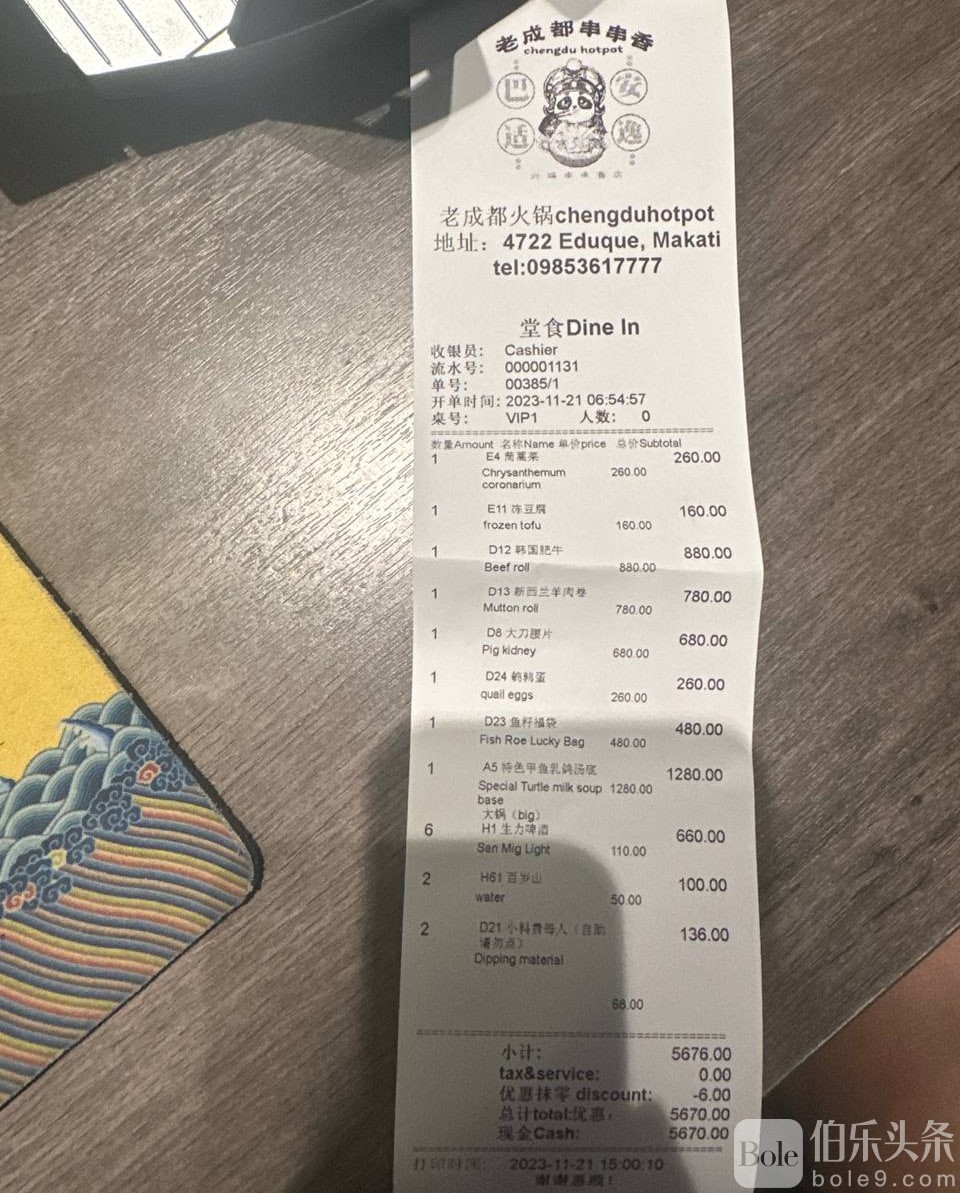 老成都串串香
chengdu hotpot
巴 安
适 逸
老成都火锅chengduhotpot
地址：4722 Eduque, Makati
tel:09853617777
堂食Dine In
收银员： Cashier
流水号： 000001131
单号： 00385/1
开单时间: 2023-11-21 06:54:57
桌号： VIP1 人数： 0
数量Amount 名称Name 单价price 总价Subtotal
1 E4 茼蒿菜 260.00
Chrysanthemum 260.00
coronarium
1 E11 冻豆腐 160.00
frozen tofu 160.00
1 D12 韩国肥牛 880.00
Beef roll 880.00
1 D13 新西兰羊肉卷 780.00
Mutton roll 780.00
1 D8 大刀腰片 680.00
Pig kidney 680.00
1 D24 鹌鹑蛋 260.00
quail eggs 260.00
1 D23 鱼籽福袋 480.00
Fish Roe Lucky Bag 480.00
1 A5 特色甲鱼乳鸽汤底 1280.00
Special Turtle milk soup 1280.00
base
大锅（big）
6 H1 生力啤酒 660.00
San Mig Light 110.00
2 H61 百岁山 100.00
water 50.00
2 D21 小料费每人（自助 136.00
请勿点）
Dipping material
68.00
小计: 5676.00
tax&service: 0.00
优惠抹零 discount: -6.00
总计total:优惠： 5670.00
现金Cash: 5670.00
打印时间： 2023-11-21 15:00:10
谢谢惠顾！
Bole 伯乐头条
bole9.com